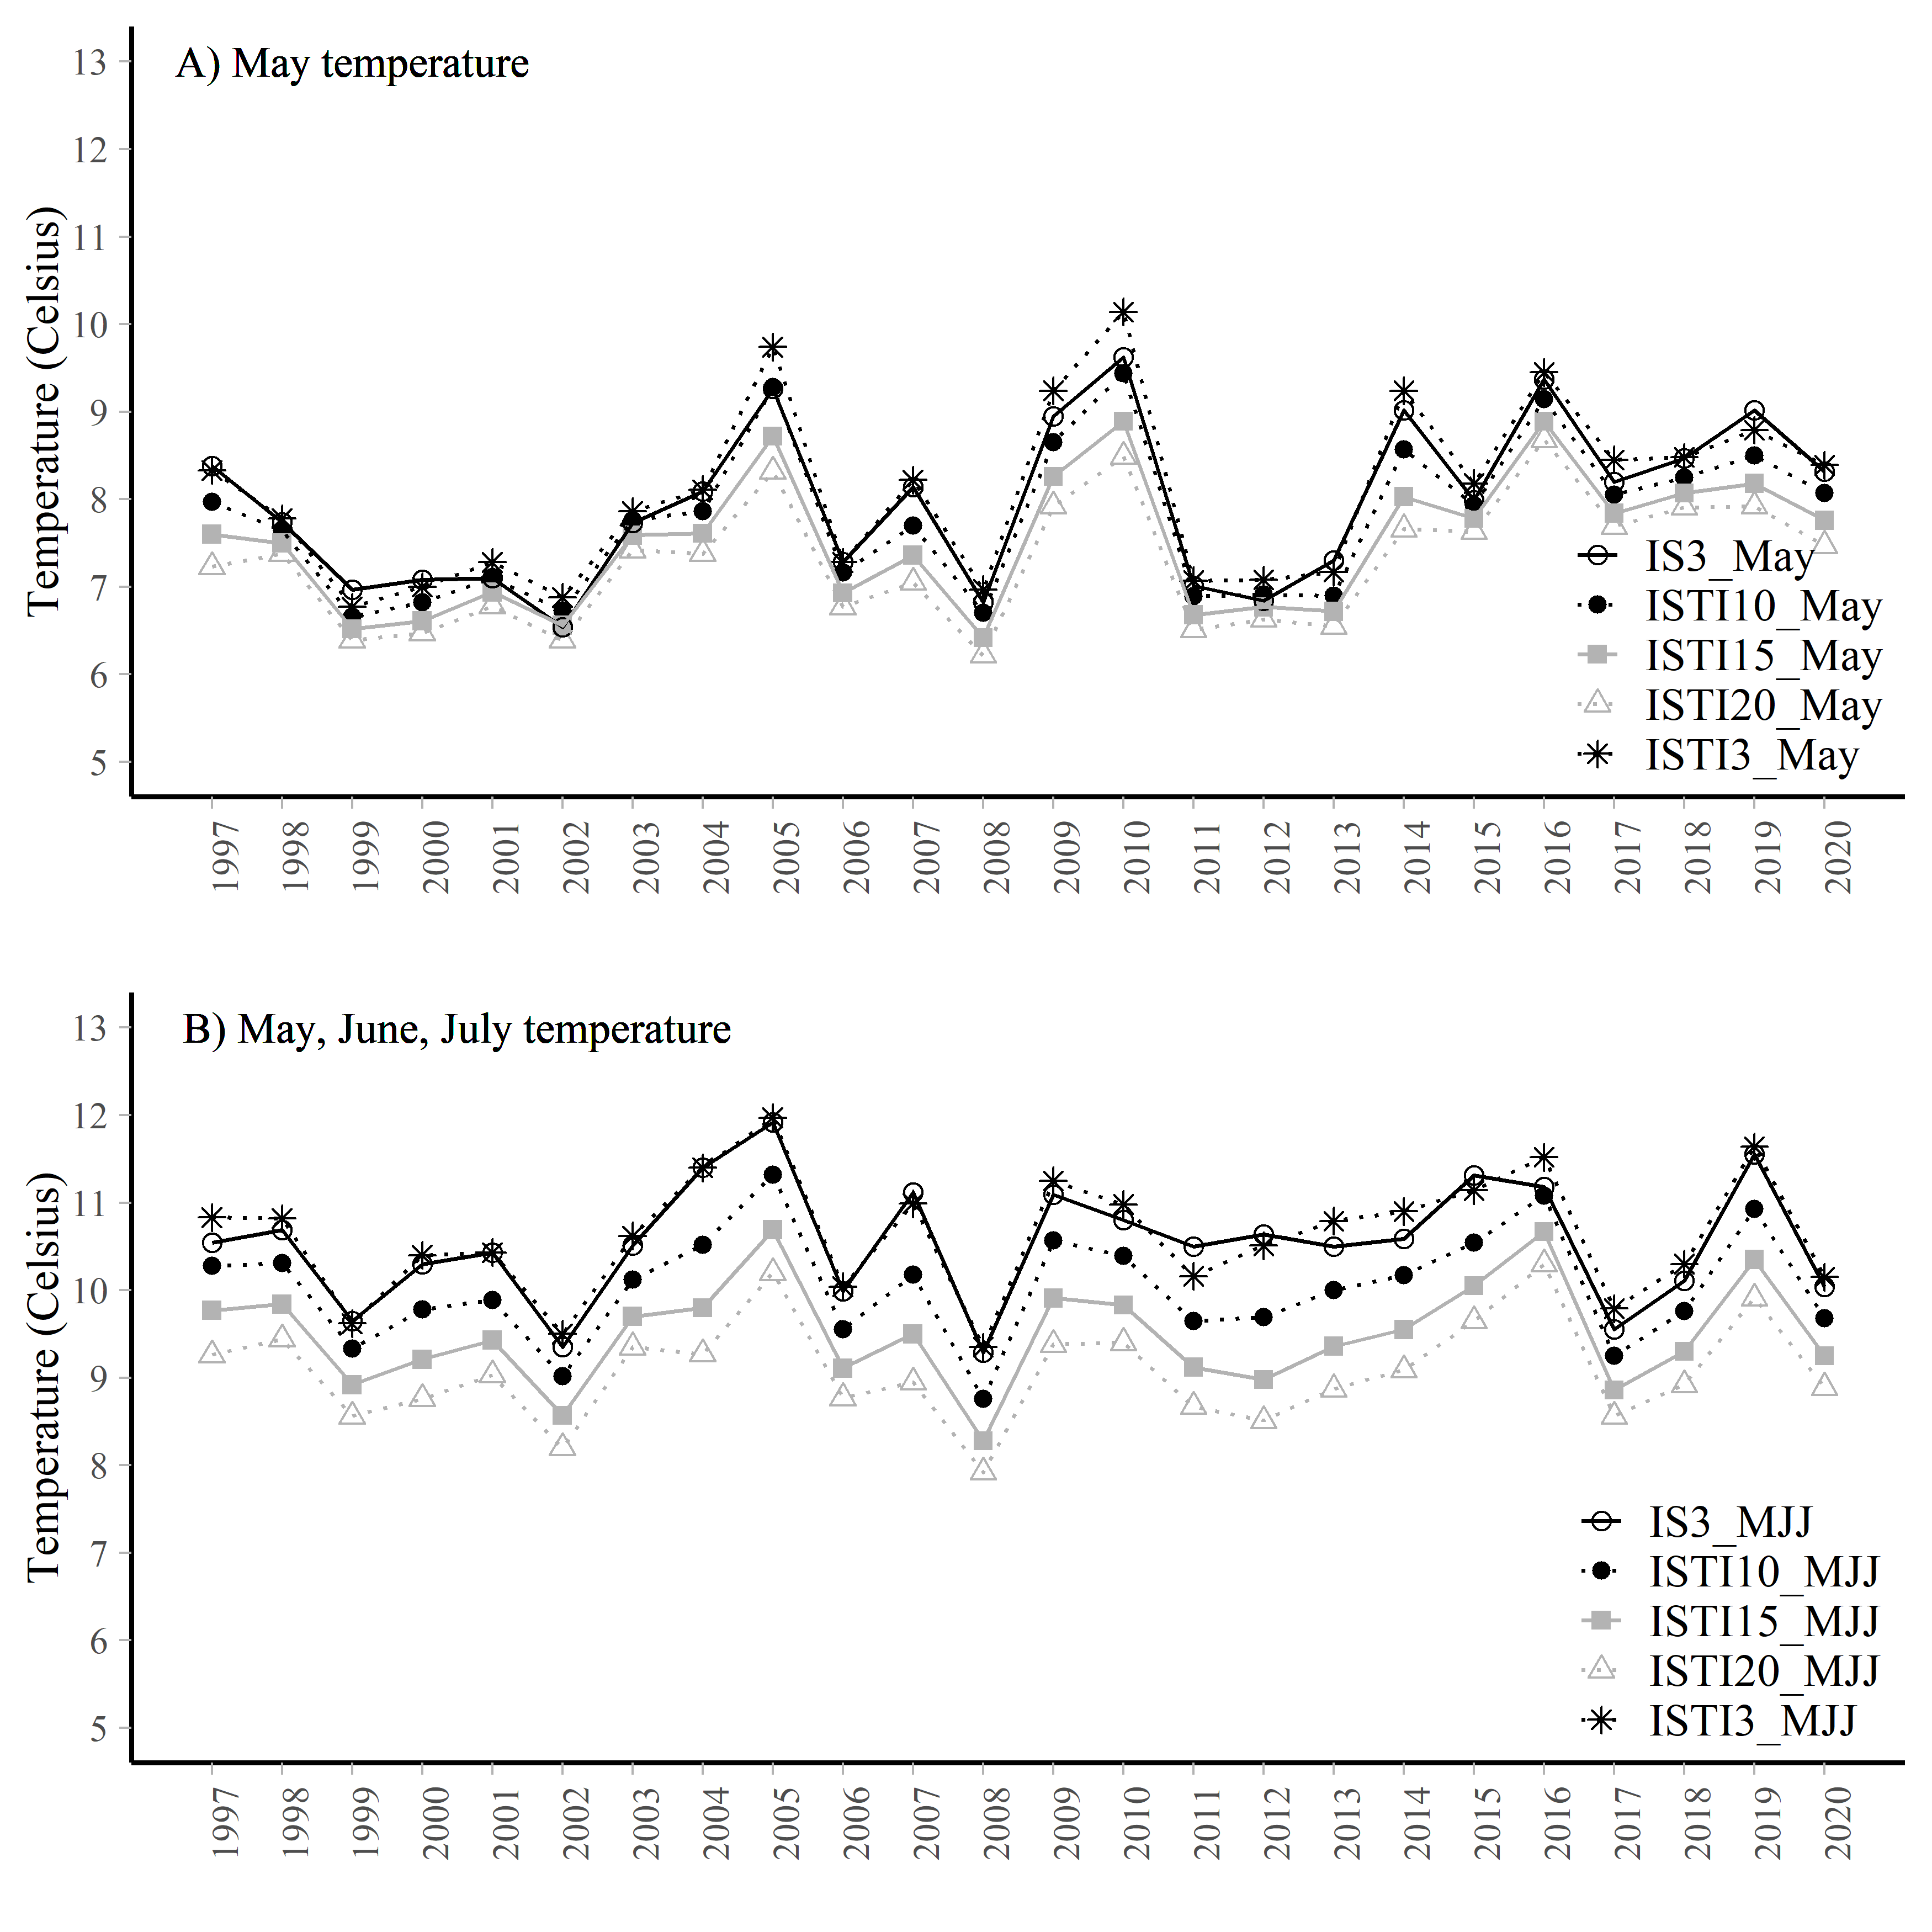 A) May temperature
Temperature (Celsius)
13
12
11
10
9
8
7
6
5
IS3_May
ISTI10_May
ISTI15_May
ISTI20_May
ISTI3_May
1997 1998 1999 2000 2001 2002 2003 2004 2005 2006 2007 2008 2009 2010 2011 2012 2013 2014 2015 2016 2017 2018 2019 2020
B) May, June, July temperature
Temperature (Celsius)
13
12
11
10
9
8
7
6
5
IS3_MJJ
ISTI10_MJJ
ISTI15_MJJ
ISTI20_MJJ
ISTI3_MJJ
1997 1998 1999 2000 2001 2002 2003 2004 2005 2006 2007 2008 2009 2010 2011 2012 2013 2014 2015 2016 2017 2018 2019 2020